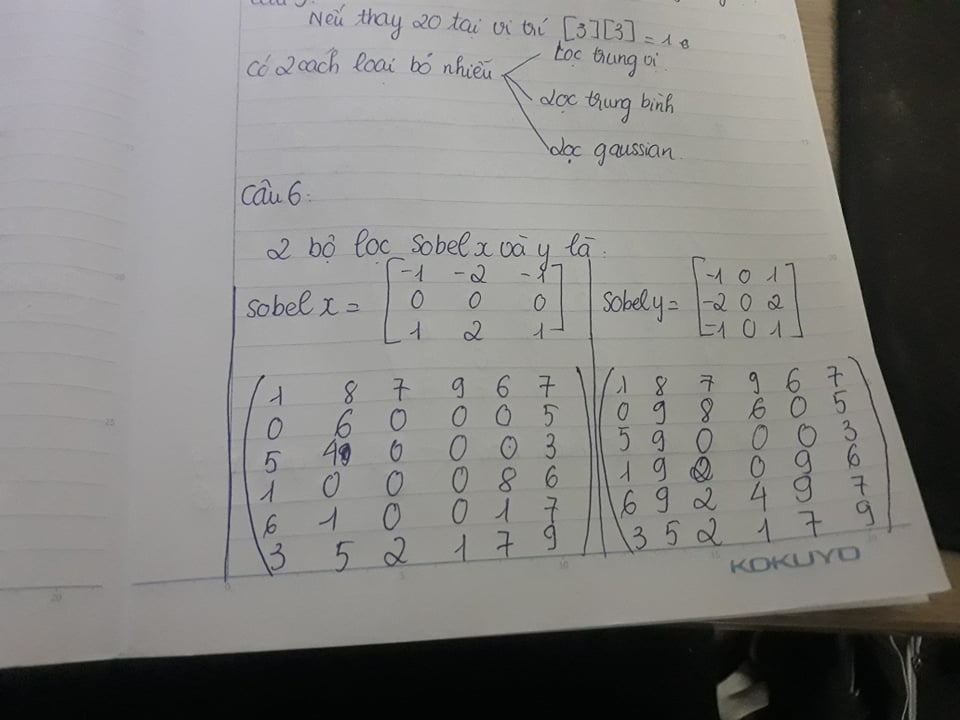 Nếu thay 20 tại vi trí [3][3] = 1.
có 2 cách loai bỏ nhiễu
lọc trung vi.
lọc trung bình
lọc gaussian.
Câu 6:
2 bộ lọc sobel x và y là:
sobel x =
-1 -2 -1
0 0 0
1 2 1
sobel y =
-1 0 1
-2 0 2
-1 0 1
1 8 7 9 6 7
0 6 0 0 0 5
5 4 0 0 0 3
1 0 0 0 8 6
6 1 0 0 1 7
3 5 2 1 7 9
1 8 7 9 6 7
0 9 8 6 0 5
5 9 0 0 0 3
1 9 0 9 6
6 9 2 4 9 7
3 5 2 1 7 9
KOKUYO